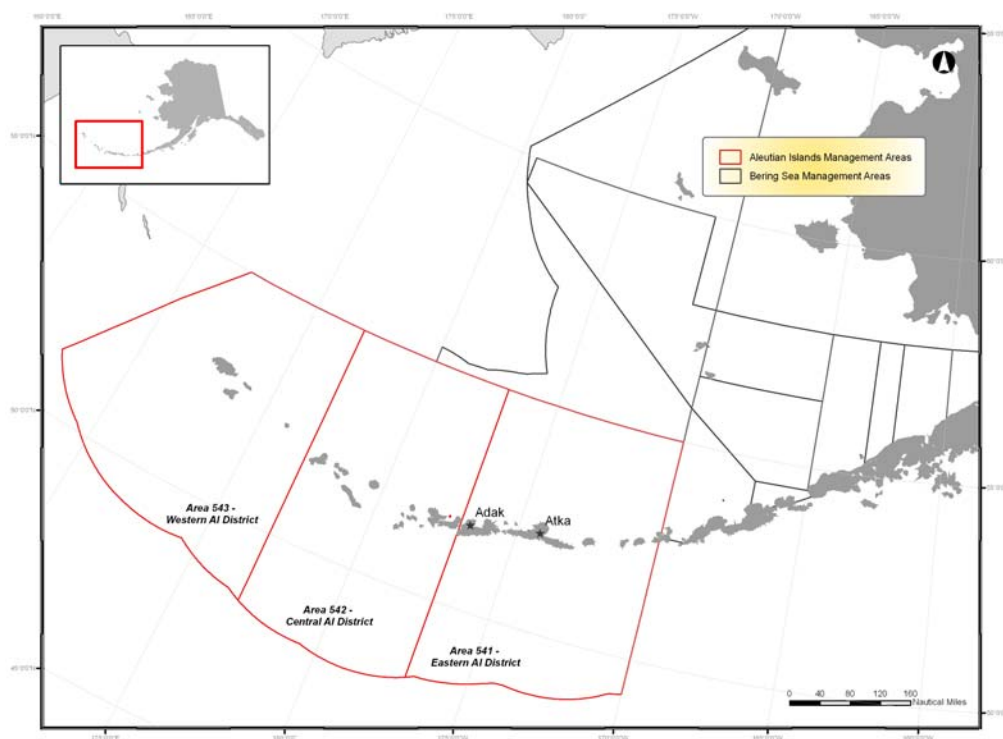 Aleutian Islands Management Areas
Bering Sea Management Areas
Adak
Atka
Area 543 -
Western AI District
Area 542 -
Central AI District
Area 541 -
Eastern AI District
0 40 80 120 160
Nautical Miles